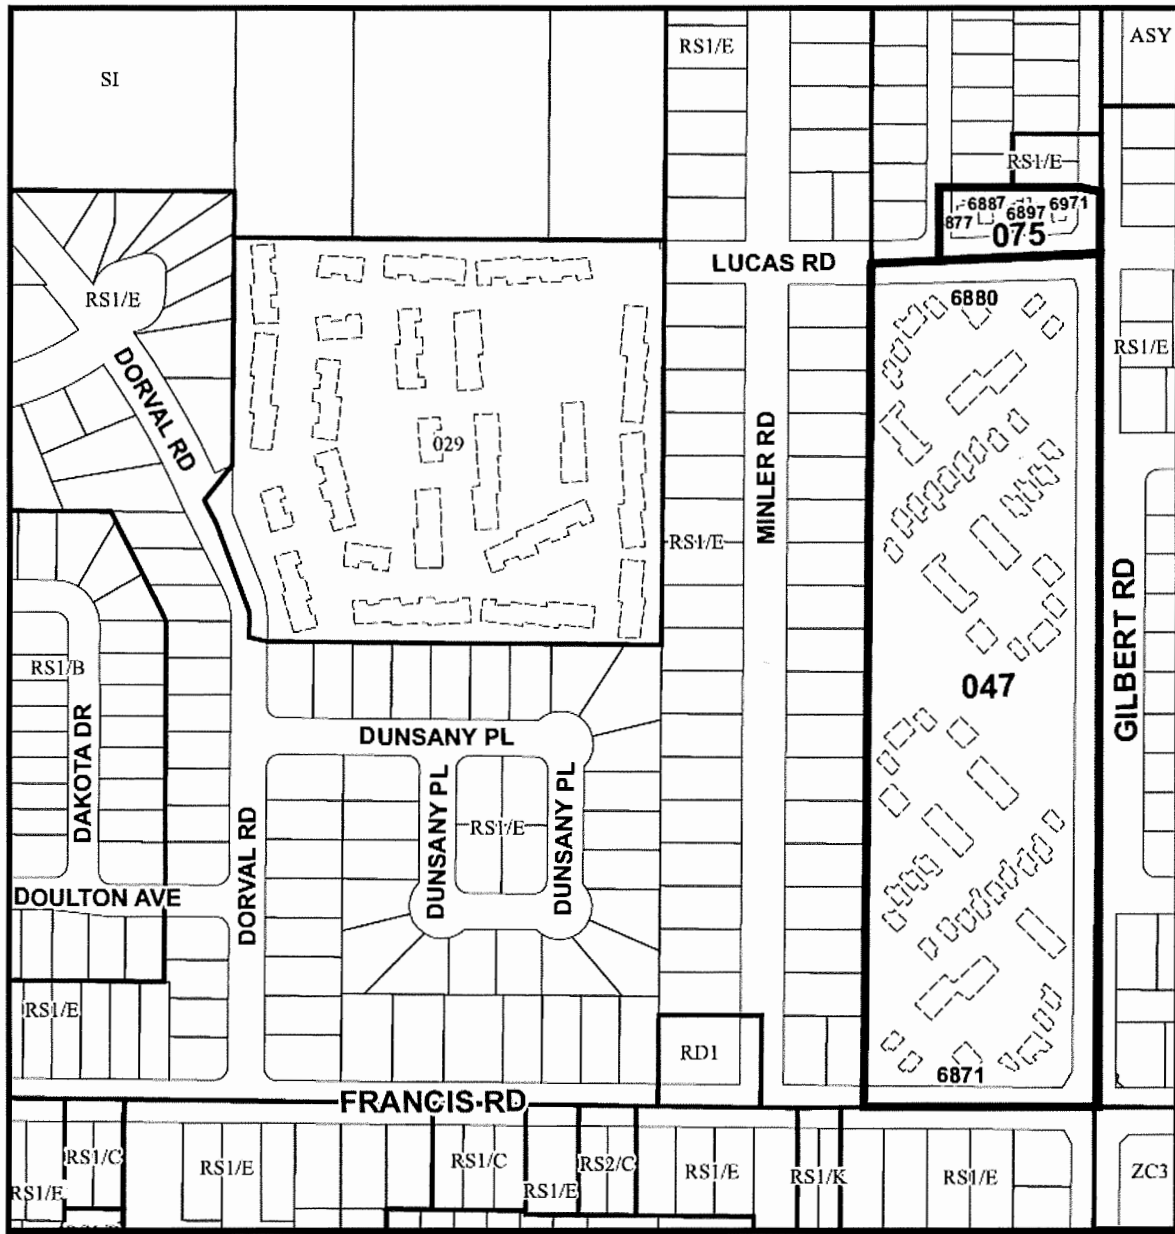 SI
RS1/E
ASY
RS1/E
6887
6971
877
6897
075
LUCAS RD
RS1/E
6880
RS1/E
DORVAL RD
029
MINLER RD
RS1/E
GILBERT RD
RS1/B
047
DAKOTA DR
DUNSANY PL
DUNSANY PL
DUNSANY PL
RS1/E
DOULTON AVE
DORVAL RD
RS1/E
RD1
6871
FRANCIS RD
RS1/C
RS1/E
RS1/C
RS2/C
RS1/E
RS1/K
RS1/E
ZC3
RS1/E
RS1/E